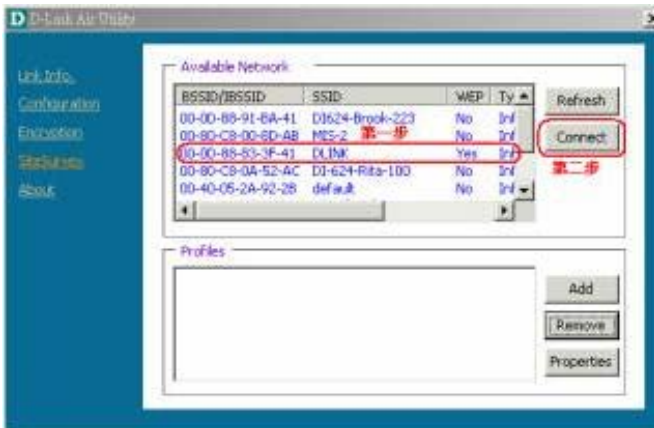 D D-Link Air Utility
Link Info.
Configuration
Encryption
SiteSurvey
About
Available Network
BSSID/IBSSID SSID WEP Ty
00-0D-88-91-8A-41 DI624-Brook-223 No Inf
00-80-C8-00-6D-AB MIS-2 第一步 No Inf
00-0D-88-83-3F-41 DLINK Yes Inf
00-80-C8-0A-52-AC DI-624-Rita-100 No Inf
00-40-05-2A-92-2B default No Inf
Refresh
Connect
第二步
Profiles
Add
Remove
Properties